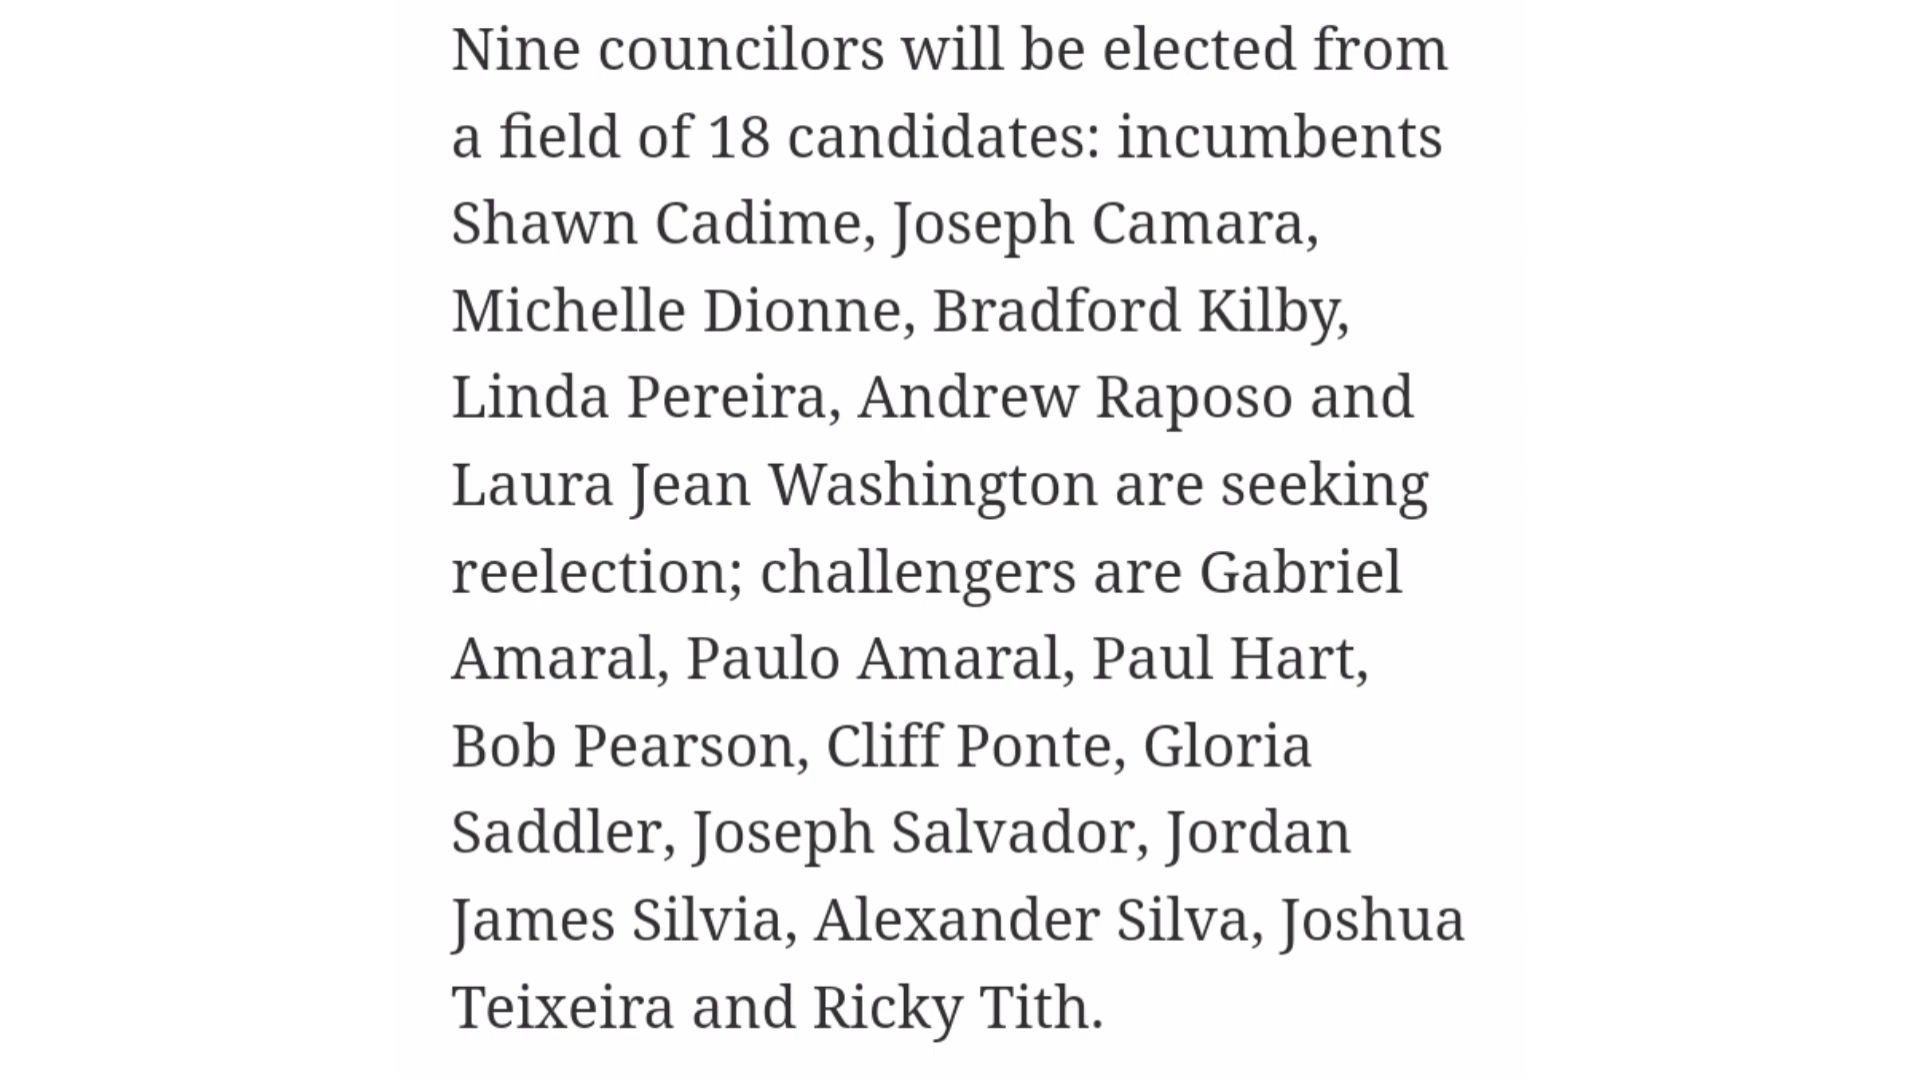 Nine councilors will be elected from
a field of 18 candidates: incumbents
Shawn Cadime, Joseph Camara,
Michelle Dionne, Bradford Kilby,
Linda Pereira, Andrew Raposo and
Laura Jean Washington are seeking
reelection; challengers are Gabriel
Amaral, Paulo Amaral, Paul Hart,
Bob Pearson, Cliff Ponte, Gloria
Saddler, Joseph Salvador, Jordan
James Silvia, Alexander Silva, Joshua
Teixeira and Ricky Tith.